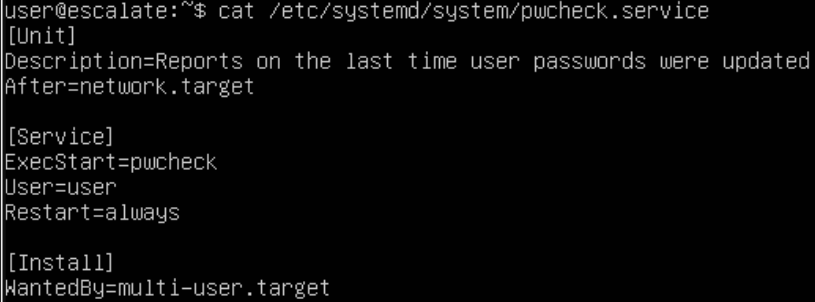 user@escalate:~$ cat /etc/systemd/system/pwcheck.service
[Unit]
Description=Reports on the last time user passwords were updated
After=network.target

[Service]
ExecStart=pwcheck
User=user
Restart=always

[Install]
WantedBy=multi-user.target